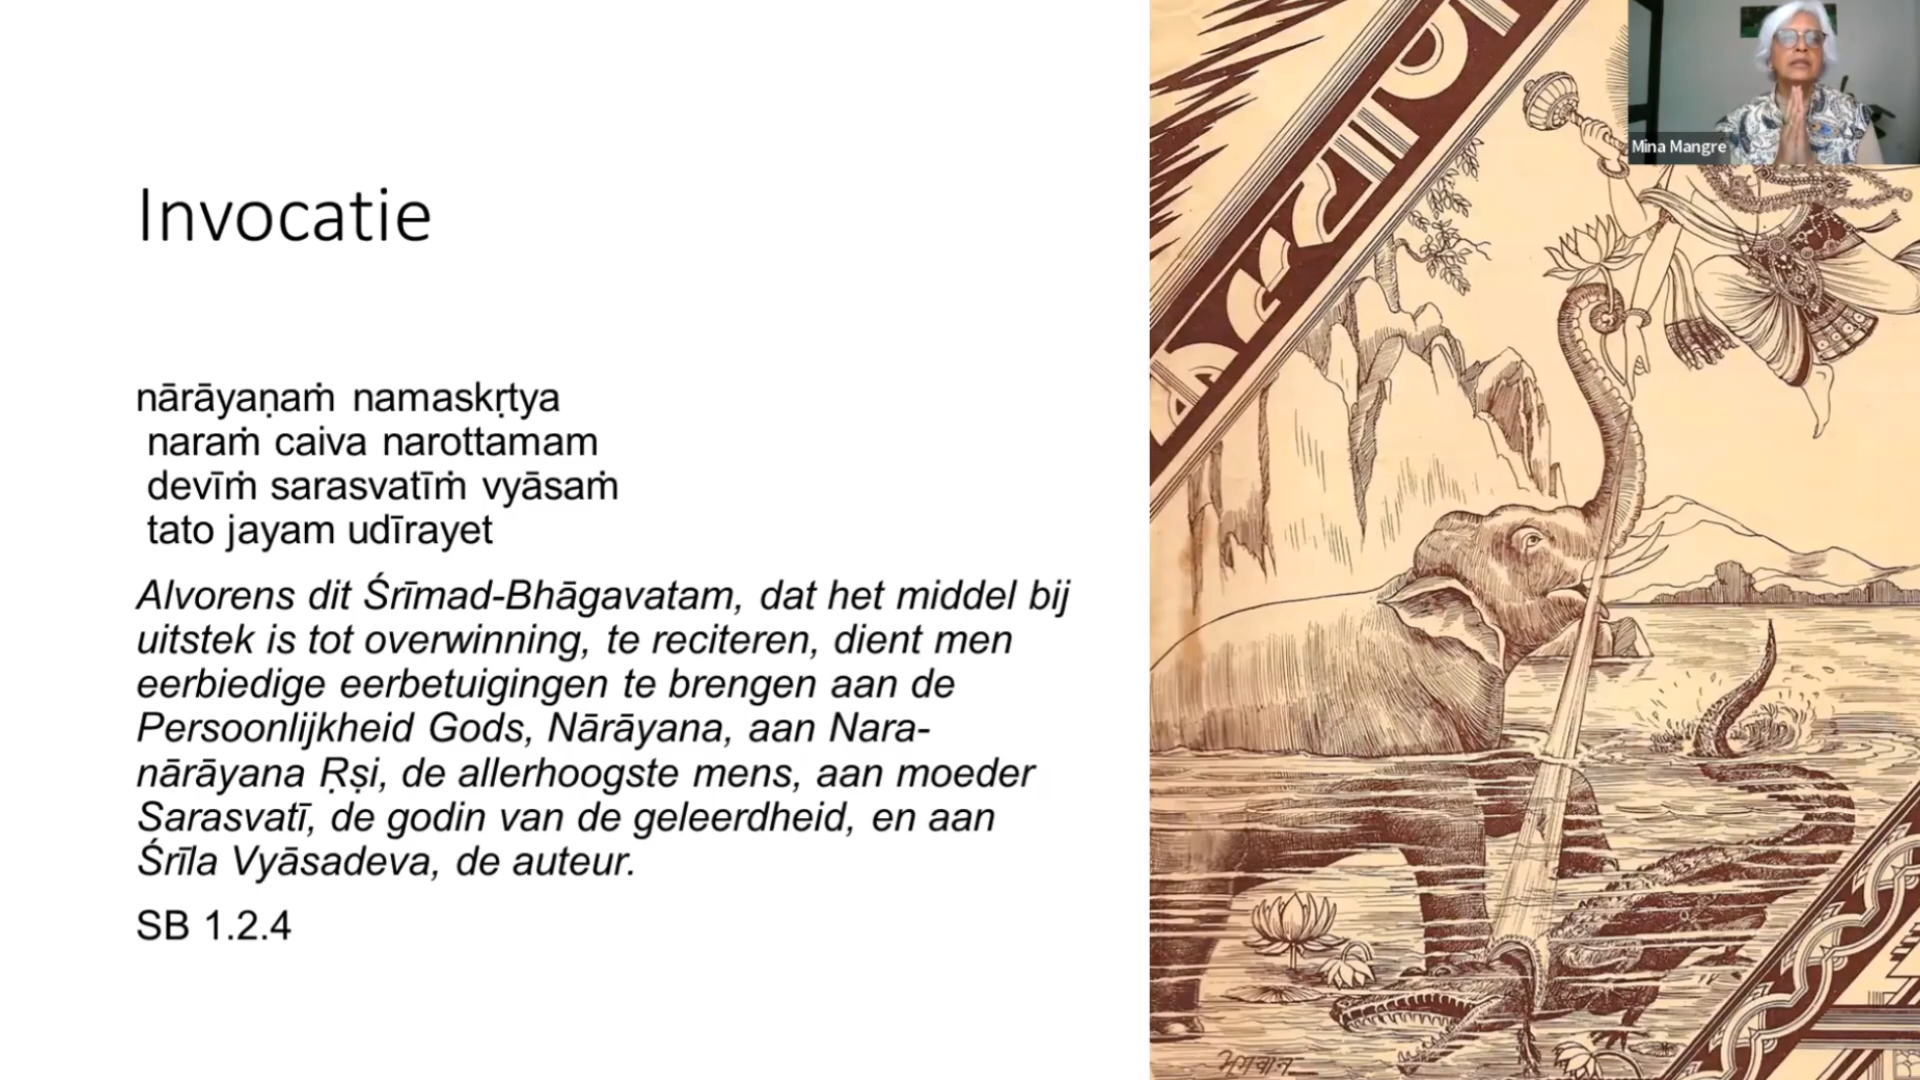 Invocatie
nārāyaṇaṁ namaskṛtya
naraṁ caiva narottamam
devīṁ sarasvatīṁ vyāsaṁ
tato jayam udīrayet
Alvorens dit Śrīmad-Bhāgavatam, dat het middel bij
uitstek is tot overwinning, te reciteren, dient men
eerbiedige eerbetuigingen te brengen aan de
Persoonlijkheid Gods, Nārāyana, aan Nara-
nārāyana Ṛṣi, de allerhoogste mens, aan moeder
Sarasvatī, de godin van de geleerdheid, en aan
Śrīla Vyāsadeva, de auteur.
SB 1.2.4
Mina Mangre
भगवान